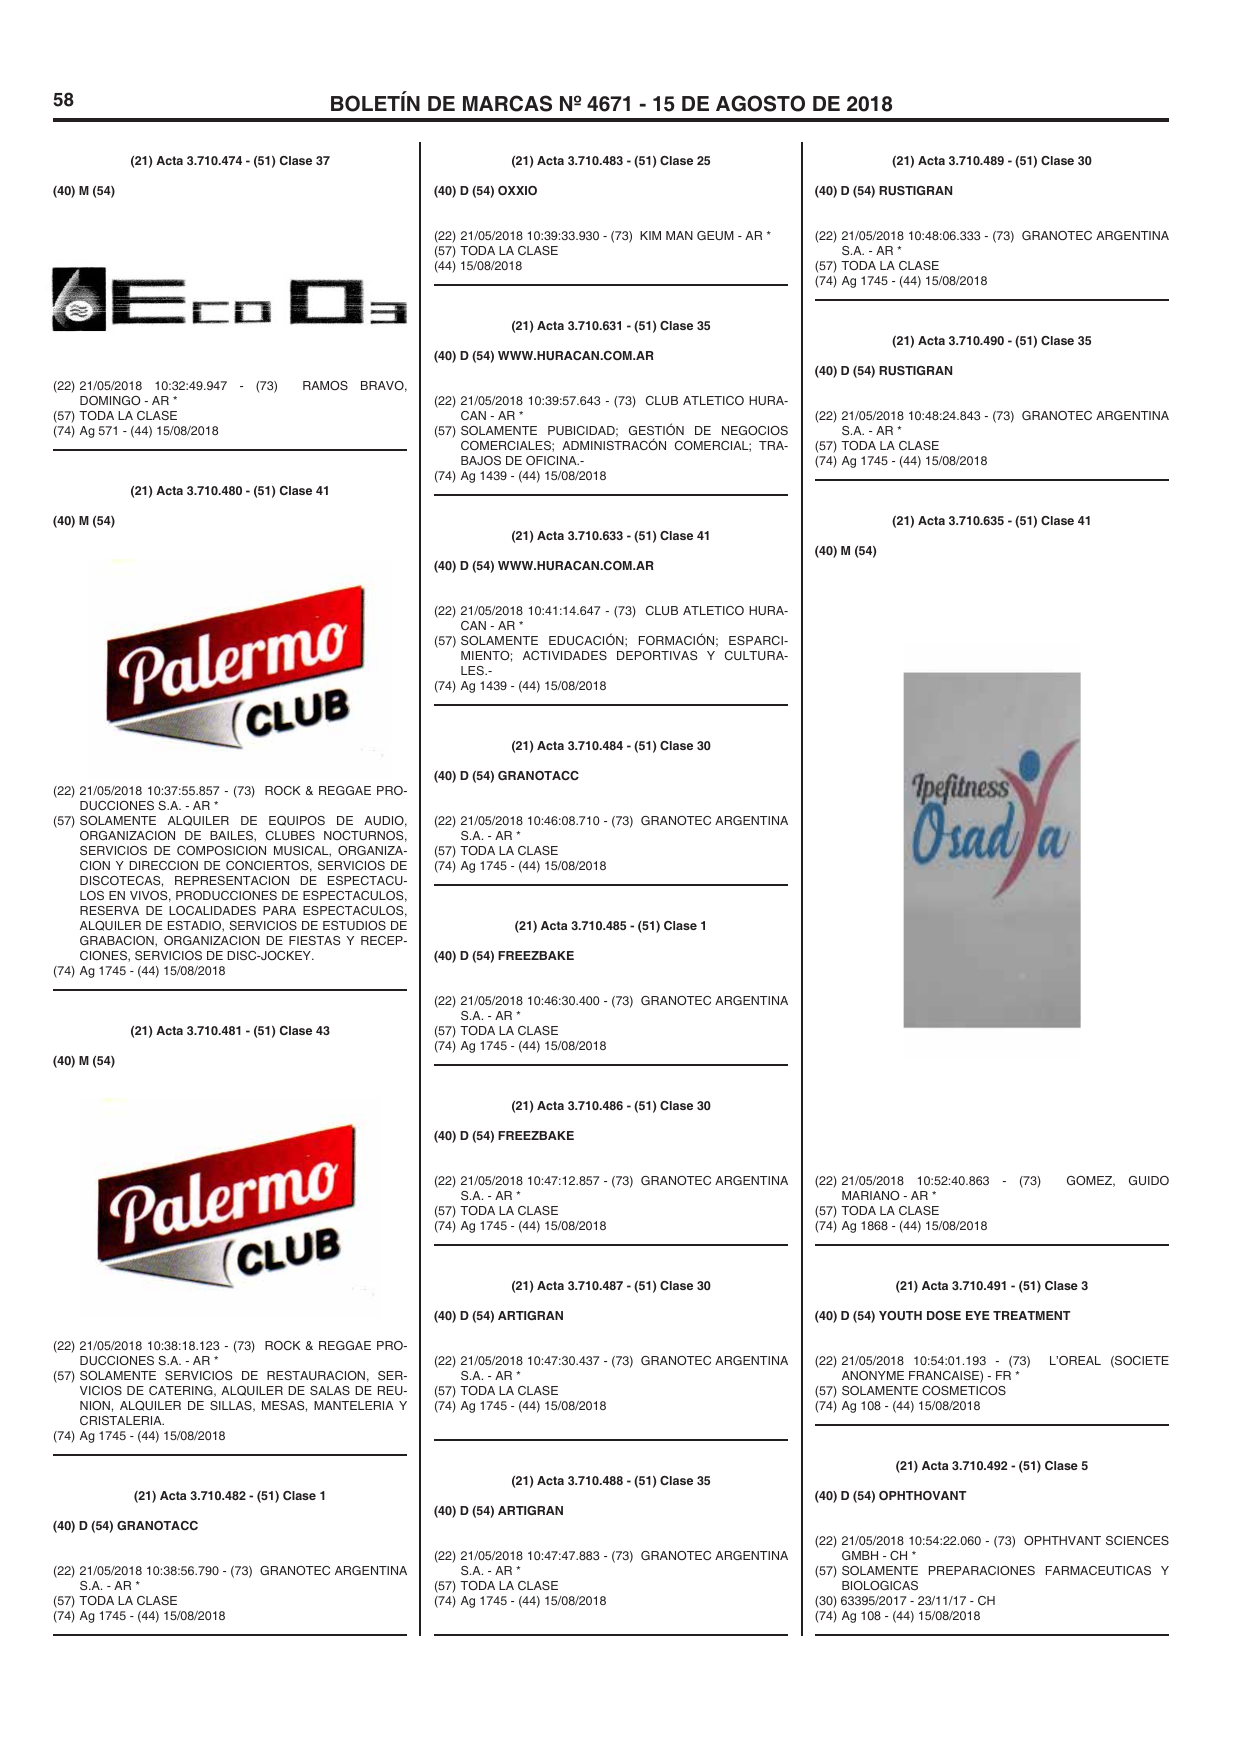 58
BOLETÍN DE MARCAS Nº 4671 - 15 DE AGOSTO DE 2018
(21) Acta 3.710.474 - (51) Clase 37
(40) M (54)
Eco O3
(22) 21/05/2018 10:32:49.947 - (73) RAMOS BRAVO,
DOMINGO - AR *
(57) TODA LA CLASE
(74) Ag 571 - (44) 15/08/2018
(21) Acta 3.710.480 - (51) Clase 41
(40) M (54)
Palermo
CLUB
(22) 21/05/2018 10:37:55.857 - (73) ROCK & REGGAE PRO-
DUCCIONES S.A. - AR *
(57) SOLAMENTE ALQUILER DE EQUIPOS DE AUDIO,
ORGANIZACION DE BAILES, CLUBES NOCTURNOS,
SERVICIOS DE COMPOSICION MUSICAL, ORGANIZA-
CION Y DIRECCION DE CONCIERTOS, SERVICIOS DE
DISCOTECAS, REPRESENTACION DE ESPECTACU-
LOS EN VIVOS, PRODUCCIONES DE ESPECTACULOS,
RESERVA DE LOCALIDADES PARA ESPECTACULOS,
ALQUILER DE ESTADIO, SERVICIOS DE ESTUDIOS DE
GRABACION, ORGANIZACION DE FIESTAS Y RECEP-
CIONES, SERVICIOS DE DISC-JOCKEY.
(74) Ag 1745 - (44) 15/08/2018
(21) Acta 3.710.481 - (51) Clase 43
(40) M (54)
Palermo
CLUB
(22) 21/05/2018 10:38:18.123 - (73) ROCK & REGGAE PRO-
DUCCIONES S.A. - AR *
(57) SOLAMENTE SERVICIOS DE RESTAURACION, SER-
VICIOS DE CATERING, ALQUILER DE SALAS DE REU-
NION, ALQUILER DE SILLAS, MESAS, MANTELERIA Y
CRISTALERIA.
(74) Ag 1745 - (44) 15/08/2018
(21) Acta 3.710.482 - (51) Clase 1
(40) D (54) GRANOTACC
(22) 21/05/2018 10:38:56.790 - (73) GRANOTEC ARGENTINA
S.A. - AR *
(57) TODA LA CLASE
(74) Ag 1745 - (44) 15/08/2018
(21) Acta 3.710.483 - (51) Clase 25
(40) D (54) OXXIO
(22) 21/05/2018 10:39:33.930 - (73) KIM MAN GEUM - AR *
(57) TODA LA CLASE
(44) 15/08/2018
(21) Acta 3.710.631 - (51) Clase 35
(40) D (54) WWW.HURACAN.COM.AR
(22) 21/05/2018 10:39:57.643 - (73) CLUB ATLETICO HURA-
CAN - AR *
(57) SOLAMENTE PUBICIDAD; GESTIÓN DE NEGOCIOS
COMERCIALES; ADMINISTRACÓN COMERCIAL; TRA-
BAJOS DE OFICINA.-
(74) Ag 1439 - (44) 15/08/2018
(21) Acta 3.710.633 - (51) Clase 41
(40) D (54) WWW.HURACAN.COM.AR
(22) 21/05/2018 10:41:14.647 - (73) CLUB ATLETICO HURA-
CAN - AR *
(57) SOLAMENTE EDUCACIÓN; FORMACIÓN; ESPARCI-
MIENTO; ACTIVIDADES DEPORTIVAS Y CULTURA-
LES.-
(74) Ag 1439 - (44) 15/08/2018
(21) Acta 3.710.484 - (51) Clase 30
(40) D (54) GRANOTACC
(22) 21/05/2018 10:46:08.710 - (73) GRANOTEC ARGENTINA
S.A. - AR *
(57) TODA LA CLASE
(74) Ag 1745 - (44) 15/08/2018
(21) Acta 3.710.485 - (51) Clase 1
(40) D (54) FREEZBAKE
(22) 21/05/2018 10:46:30.400 - (73) GRANOTEC ARGENTINA
S.A. - AR *
(57) TODA LA CLASE
(74) Ag 1745 - (44) 15/08/2018
(21) Acta 3.710.486 - (51) Clase 30
(40) D (54) FREEZBAKE
(22) 21/05/2018 10:47:12.857 - (73) GRANOTEC ARGENTINA
S.A. - AR *
(57) TODA LA CLASE
(74) Ag 1745 - (44) 15/08/2018
(21) Acta 3.710.487 - (51) Clase 30
(40) D (54) ARTIGRAN
(22) 21/05/2018 10:47:30.437 - (73) GRANOTEC ARGENTINA
S.A. - AR *
(57) TODA LA CLASE
(74) Ag 1745 - (44) 15/08/2018
(21) Acta 3.710.488 - (51) Clase 35
(40) D (54) ARTIGRAN
(22) 21/05/2018 10:47:47.883 - (73) GRANOTEC ARGENTINA
S.A. - AR *
(57) TODA LA CLASE
(74) Ag 1745 - (44) 15/08/2018
(21) Acta 3.710.489 - (51) Clase 30
(40) D (54) RUSTIGRAN
(22) 21/05/2018 10:48:06.333 - (73) GRANOTEC ARGENTINA
S.A. - AR *
(57) TODA LA CLASE
(74) Ag 1745 - (44) 15/08/2018
(21) Acta 3.710.490 - (51) Clase 35
(40) D (54) RUSTIGRAN
(22) 21/05/2018 10:48:24.843 - (73) GRANOTEC ARGENTINA
S.A. - AR *
(57) TODA LA CLASE
(74) Ag 1745 - (44) 15/08/2018
(21) Acta 3.710.635 - (51) Clase 41
(40) M (54)
Ipefitness
OsadYa
(22) 21/05/2018 10:52:40.863 - (73) GOMEZ, GUIDO
MARIANO - AR *
(57) TODA LA CLASE
(74) Ag 1868 - (44) 15/08/2018
(21) Acta 3.710.491 - (51) Clase 3
(40) D (54) YOUTH DOSE EYE TREATMENT
(22) 21/05/2018 10:54:01.193 - (73) L'OREAL (SOCIETE
ANONYME FRANCAISE) - FR *
(57) SOLAMENTE COSMETICOS
(74) Ag 108 - (44) 15/08/2018
(21) Acta 3.710.492 - (51) Clase 5
(40) D (54) OPHTHOVANT
(22) 21/05/2018 10:54:22.060 - (73) OPHTHVANT SCIENCES
GMBH - CH *
(57) SOLAMENTE PREPARACIONES FARMACEUTICAS Y
BIOLOGICAS
(30) 63395/2017 - 23/11/17 - CH
(74) Ag 108 - (44) 15/08/2018